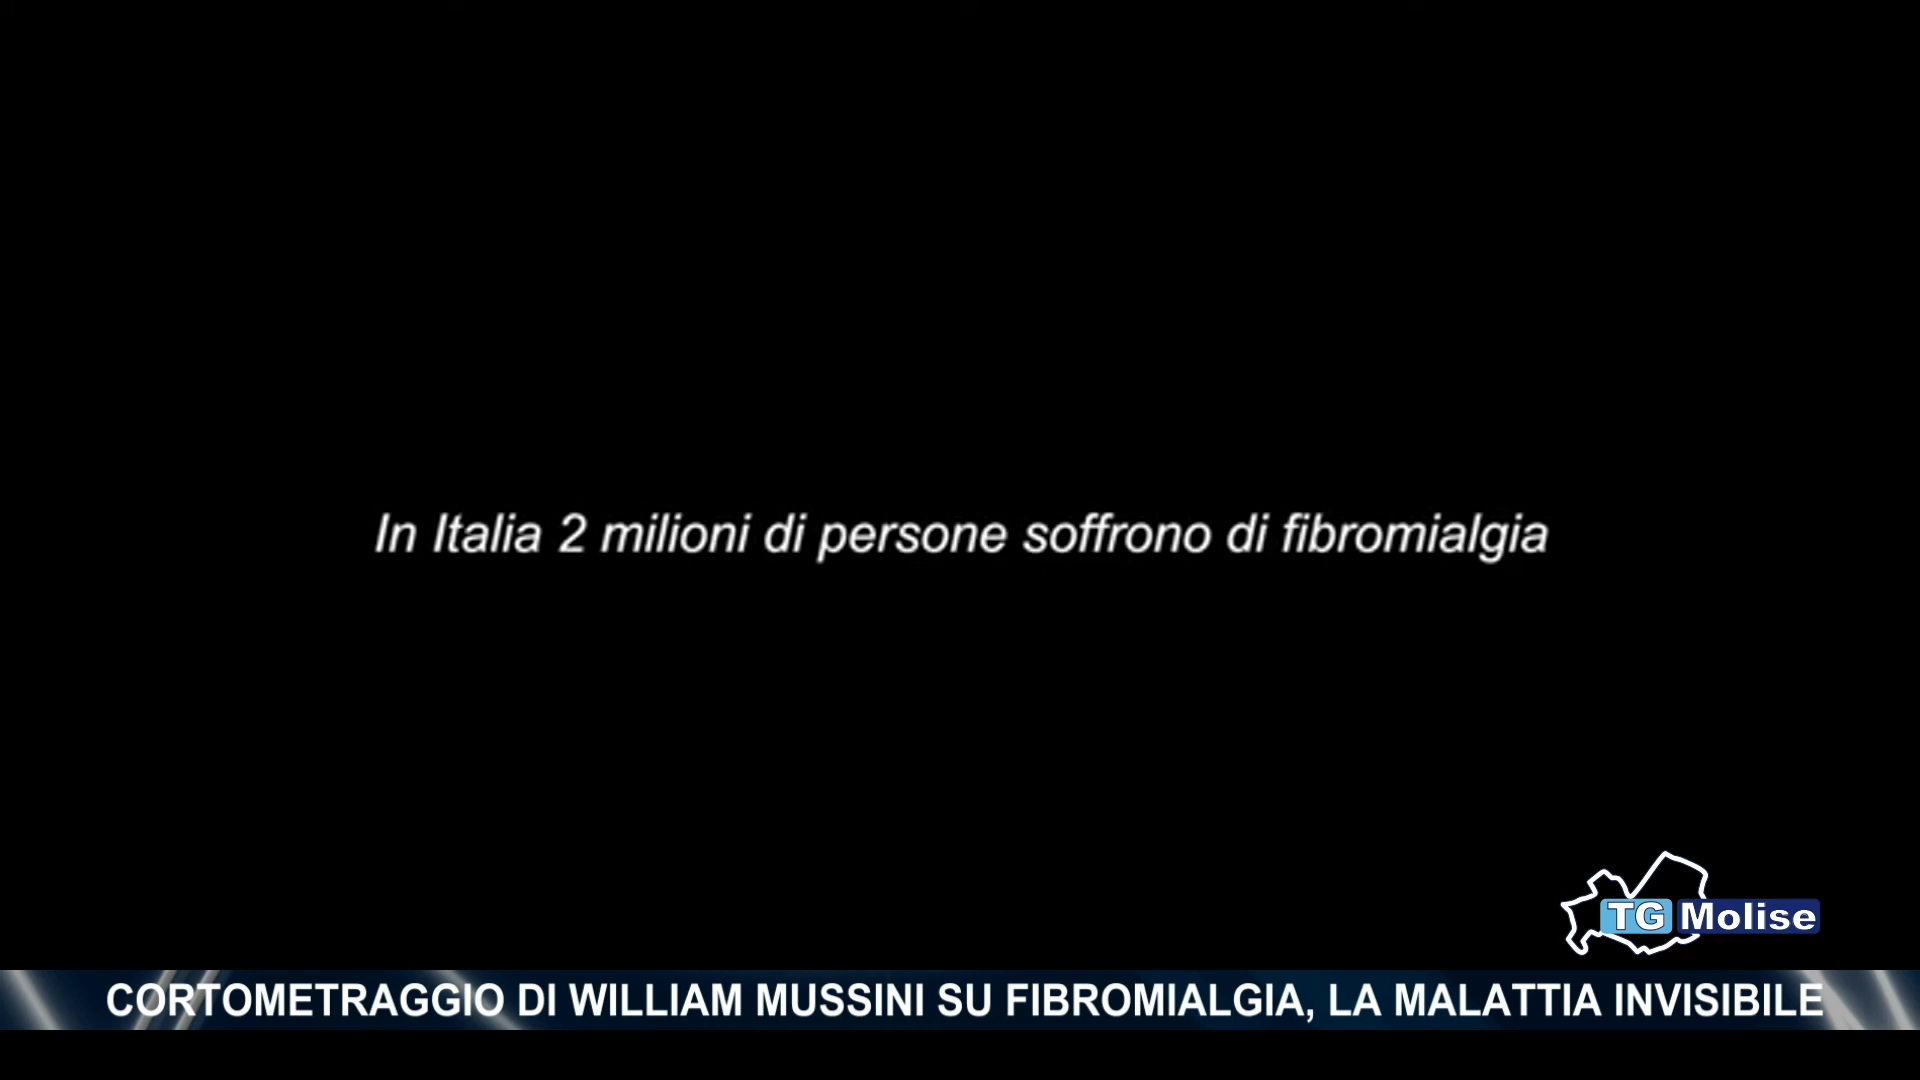 In Italia 2 milioni di persone soffrono di fibromialgia
TG Molise
CORTOMETRAGGIO DI WILLIAM MUSSINI SU FIBROMIALGIA, LA MALATTIA INVISIBILE